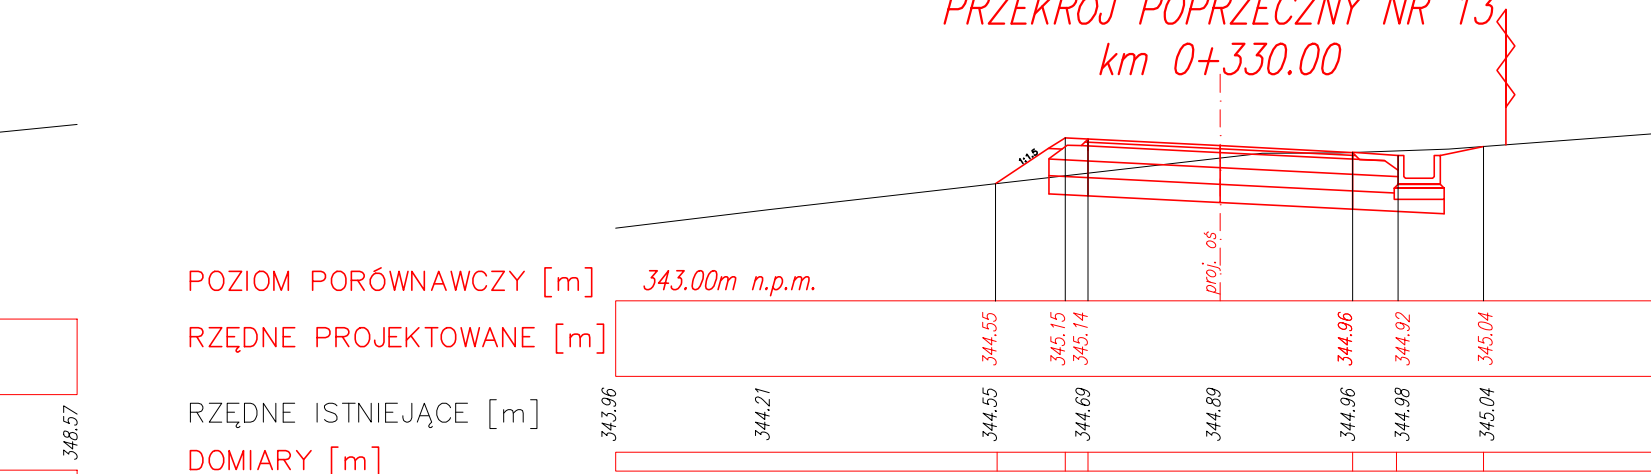 PRZEKRÓJ POPRZECZNY NR 13
km 0+330.00
1:1.5
proj. oś
POZIOM PORÓWNAWCZY [m] 343.00m n.p.m.
RZĘDNE PROJEKTOWANE [m] 344.55 345.15 345.14 344.96 344.92 345.04
348.57
RZĘDNE ISTNIEJĄCE [m] 343.96 344.21 344.55 344.69 344.89 344.96 344.98 345.04
DOMIARY [m]